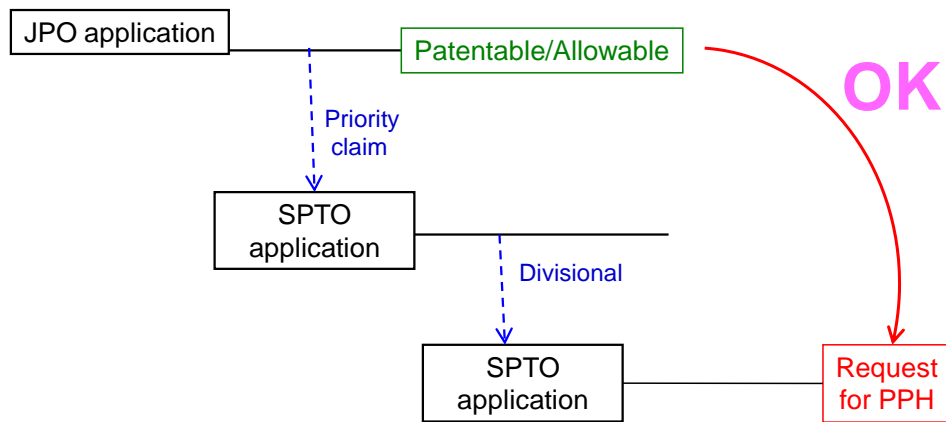 JPO application
Patentable/Allowable
OK
Priority
claim
SPTO
application
Divisional
SPTO
application
Request
for PPH